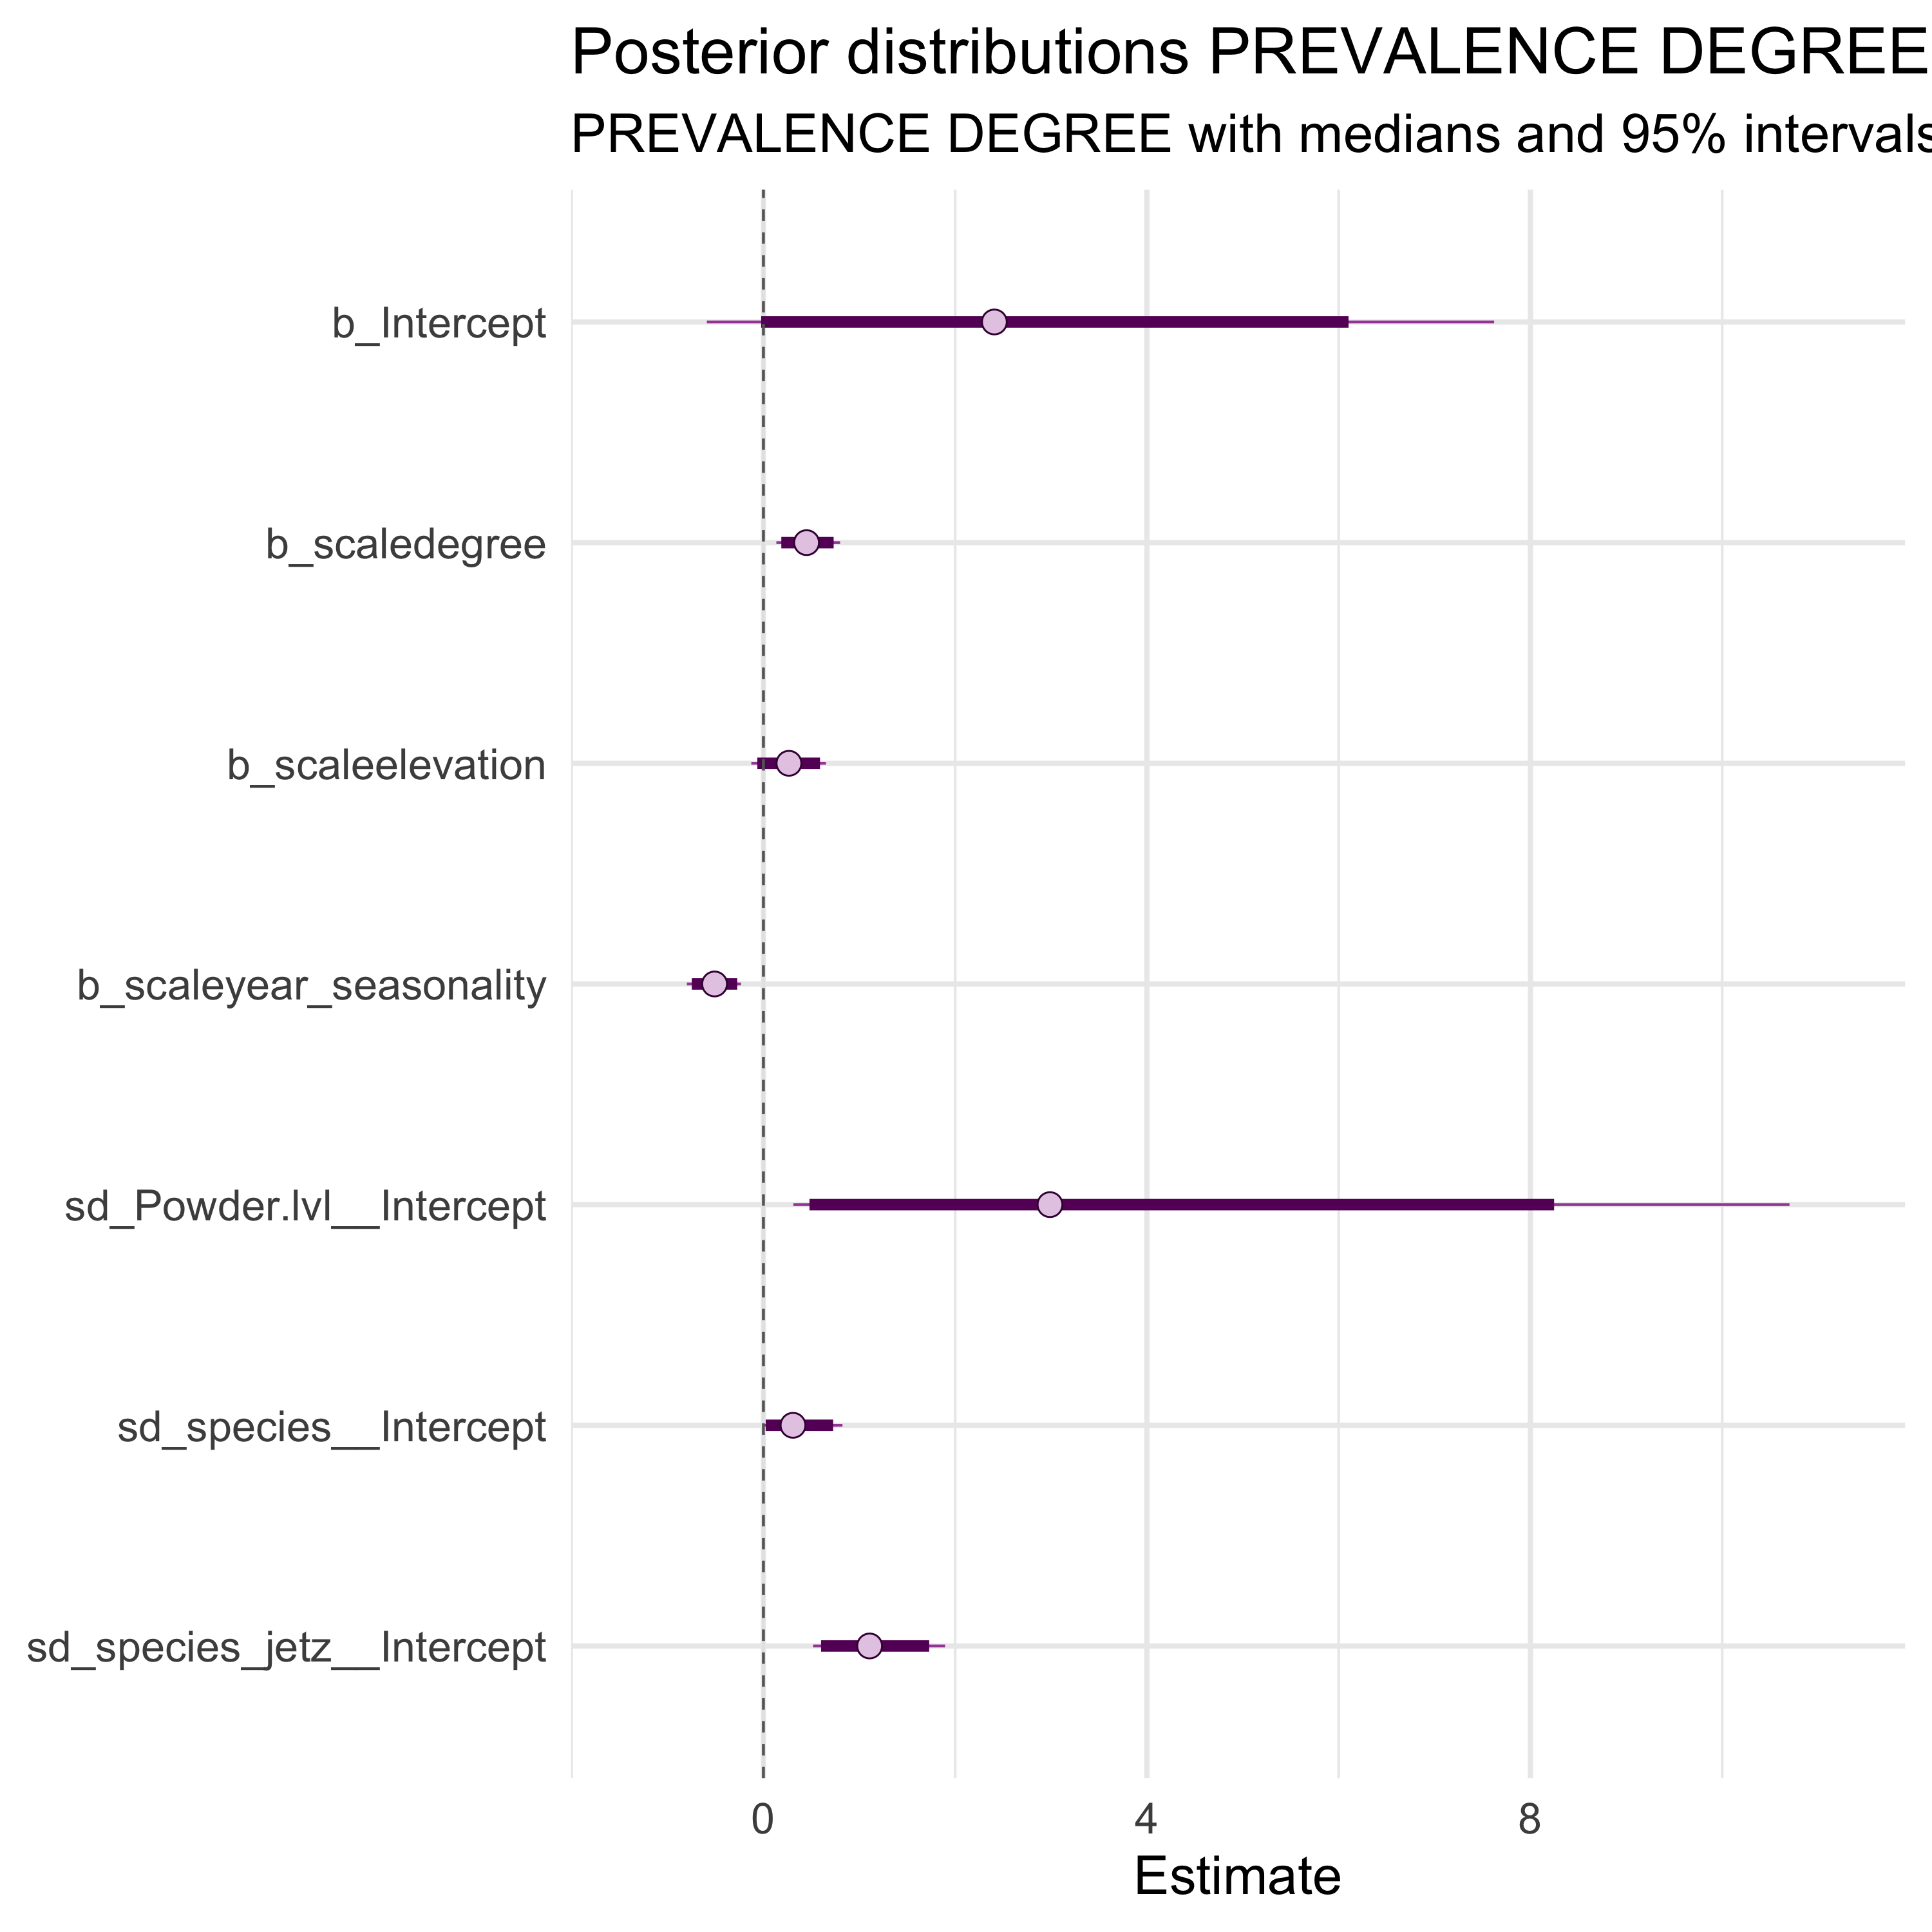 Posterior distributions PREVALENCE DEGREE
PREVALENCE DEGREE with medians and 95% intervals
b_Intercept
b_scaledegree
b_scaleelevation
b_scaleyear_seasonality
sd_Powder.lvl__Intercept
sd_species__Intercept
sd_species_jetz__Intercept
0 4 8
Estimate